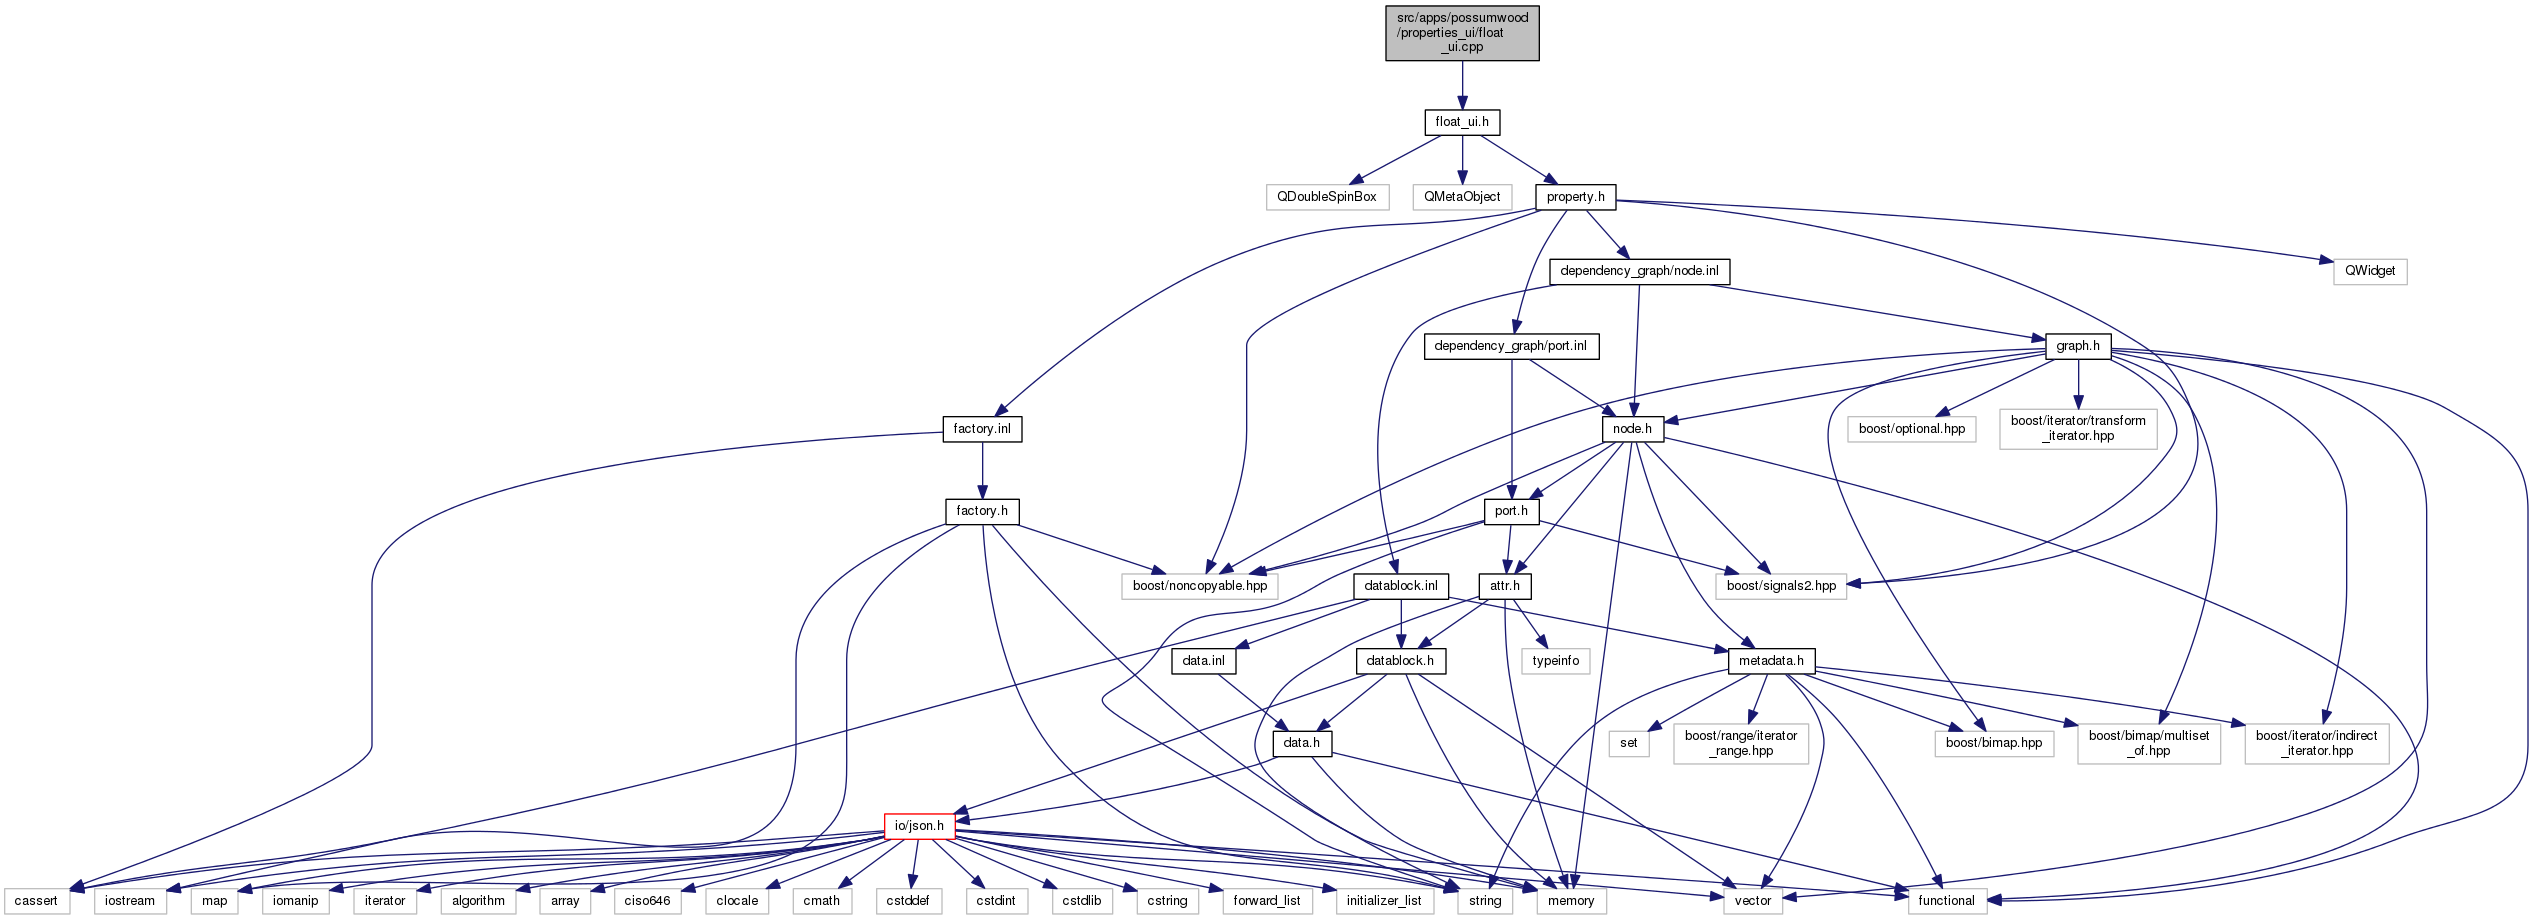 src/apps/possumwood
/properties_ui/float
_ui.cpp
float_ui.h
QDoubleSpinBox
QMetaObject
property.h
dependency_graph/node.inl
QWidget
dependency_graph/port.inl
graph.h
factory.inl
node.h
boost/optional.hpp
boost/iterator/transform
_iterator.hpp
factory.h
port.h
boost/noncopyable.hpp
datablock.inl
attr.h
boost/signals2.hpp
data.inl
datablock.h
typeinfo
metadata.h
data.h
set
boost/range/iterator
_range.hpp
boost/bimap.hpp
boost/bimap/multiset
_of.hpp
boost/iterator/indirect
_iterator.hpp
io/json.h
cassert
iostream
map
iomanip
iterator
algorithm
array
ciso646
clocale
cmath
cstddef
cstdint
cstdlib
cstring
forward_list
initializer_list
string
memory
vector
functional